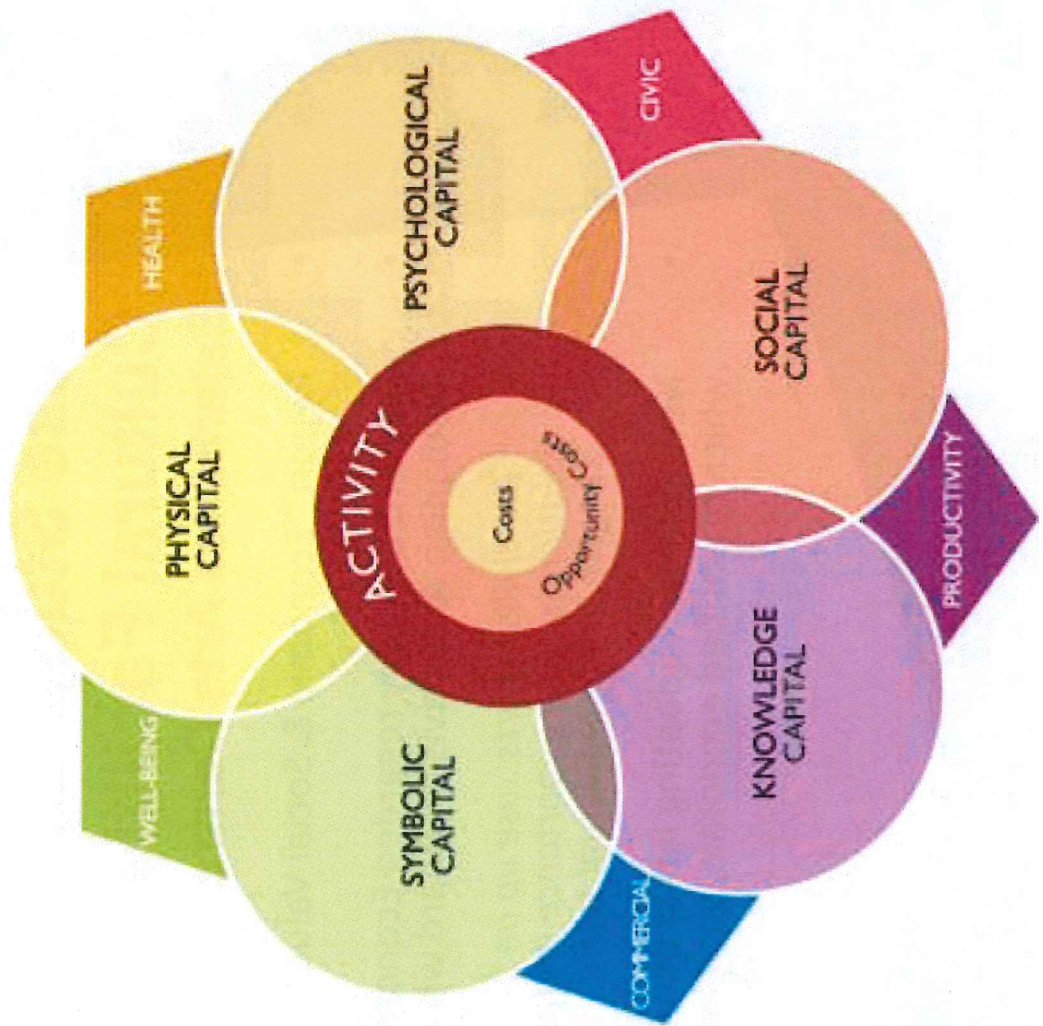 HEALTH
PSYCHOLOGICAL
CAPITAL
CIVIC
PHYSICAL
CAPITAL
ACTIVITY
Costs
Opportunity Costs
SOCIAL
CAPITAL
WELL-BEING
SYMBOLIC
CAPITAL
KNOWLEDGE
CAPITAL
PRODUCTIVITY
COMMERCIAL